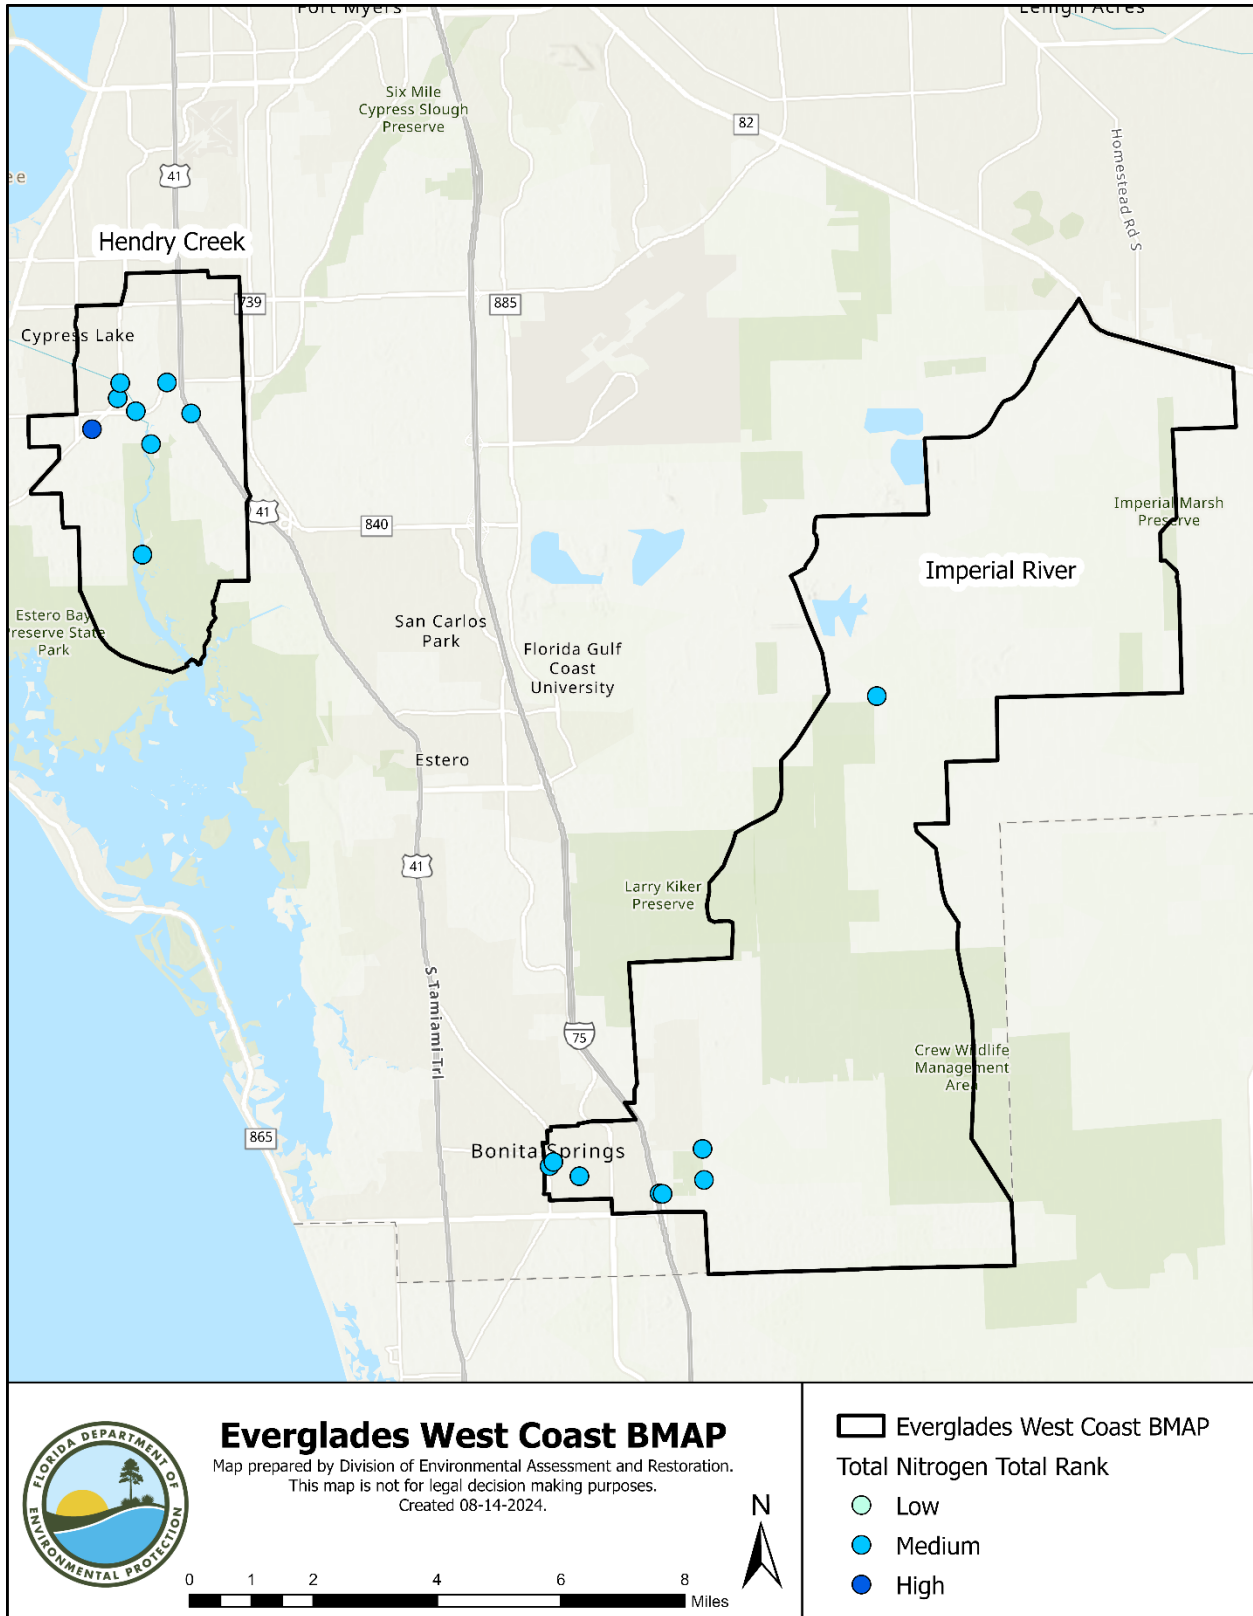 Fort Myers
Lehigh Acres
Six Mile
Cypress Slough
Preserve
82
41
ee
Homestead Rd S
Hendry Creek
739
885
Cypress Lake
Imperial Marsh
Preserve
41
840
Imperial River
Estero Bay
Preserve State
Park
San Carlos
Park
Florida Gulf
Coast
University
Estero
41
Larry Kiker
Preserve
S Tamiami Trl
75
Crew Wildlife
Management
Area
865
Bonita Springs
Everglades West Coast BMAP
Map prepared by Division of Environmental Assessment and Restoration.
This map is not for legal decision making purposes.
Created 08-14-2024.
FLORIDA DEPARTMENT OF
ENVIRONMENTAL PROTECTION
N
0 1 2 4 6 8
Miles
Everglades West Coast BMAP
Total Nitrogen Total Rank
Low
Medium
High